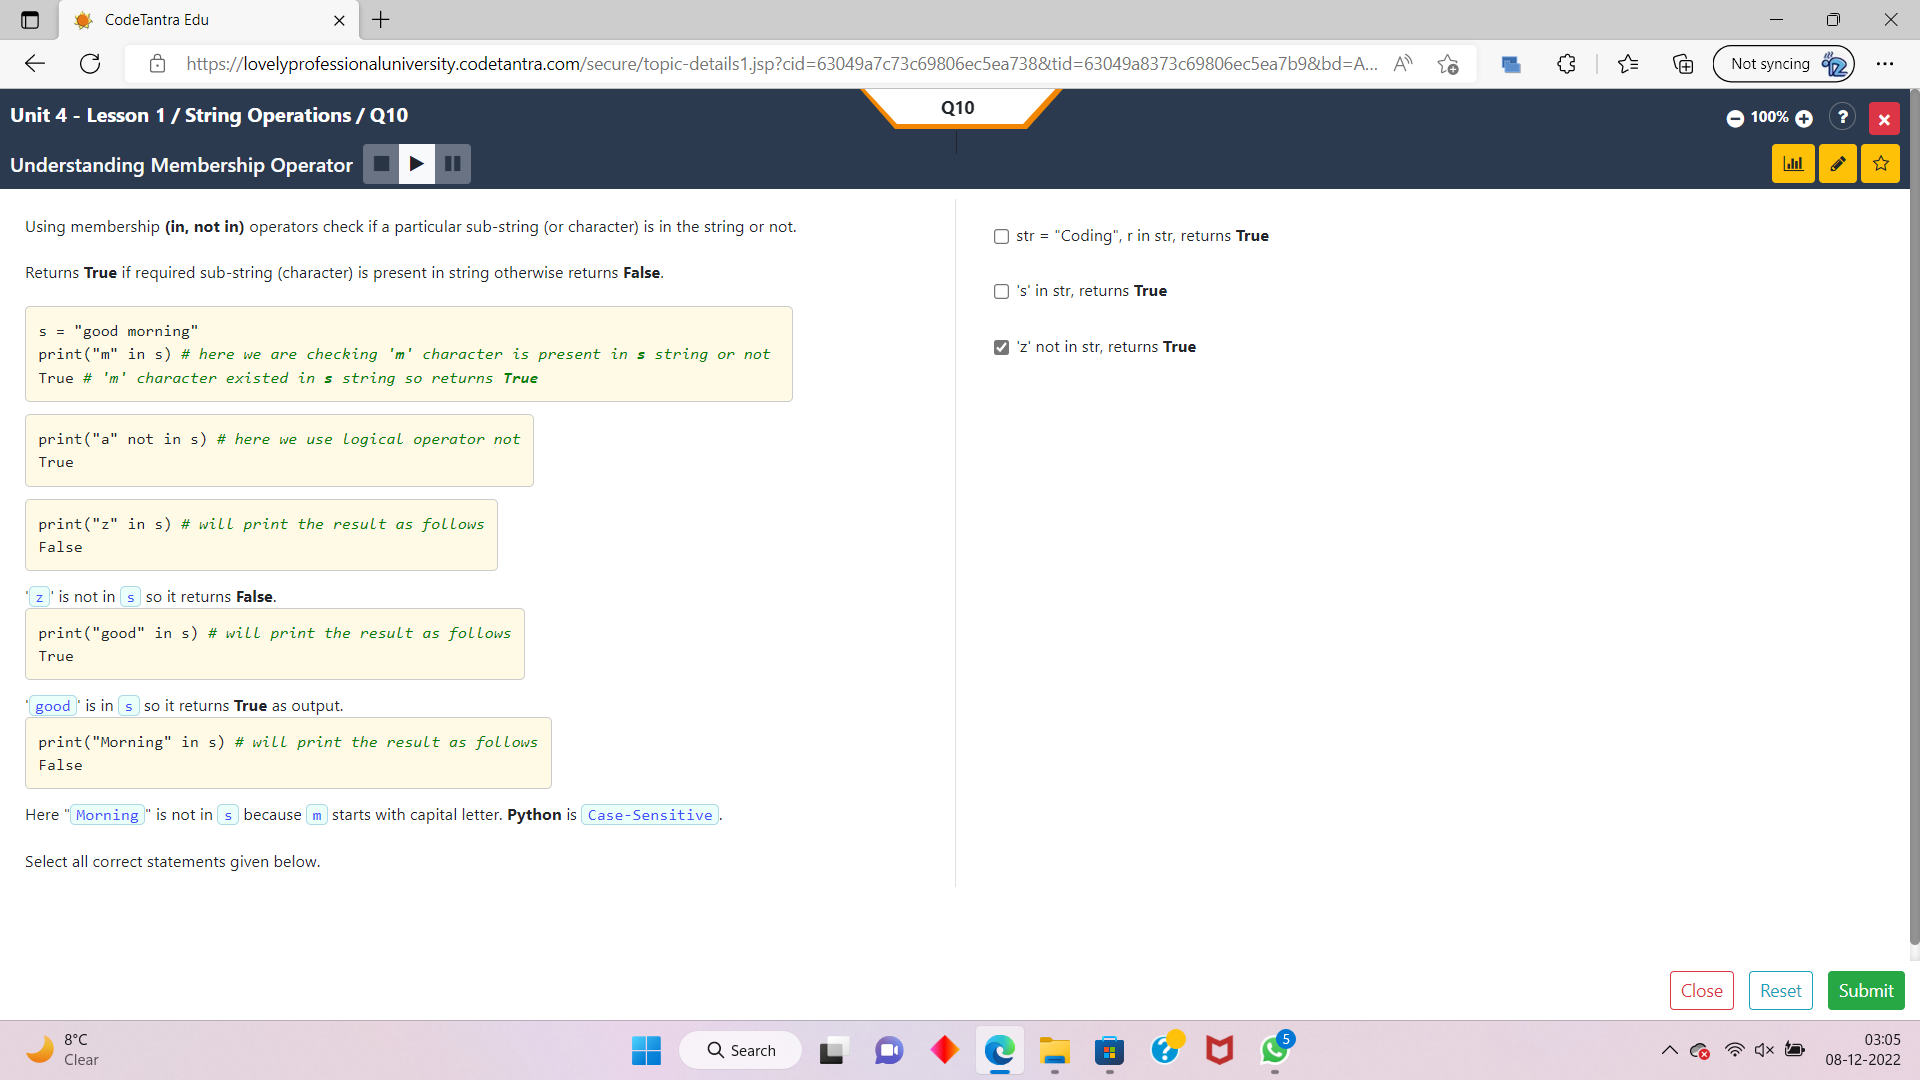 CodeTantra Edu
https://lovelyprofessionaluniversity.codetantra.com/secure/topic-details1.jsp?cid=63049a7c73c69806ec5ea738&tid=63049a8373c69806ec5ea7b9&bd=A...
Not syncing
Unit 4 - Lesson 1 / String Operations / Q10
Q10
100%
?
Understanding Membership Operator
Using membership (in, not in) operators check if a particular sub-string (or character) is in the string or not.
Returns True if required sub-string (character) is present in string otherwise returns False.
s = "good morning"
print("m" in s) # here we are checking 'm' character is present in s string or not
True # 'm' character existed in s string so returns True
print("a" not in s) # here we use logical operator not
True
print("z" in s) # will print the result as follows
False
'z' is not in s so it returns False.
print("good" in s) # will print the result as follows
True
'good' is in s so it returns True as output.
print("Morning" in s) # will print the result as follows
False
Here "Morning" is not in s because m starts with capital letter. Python is Case-Sensitive.
Select all correct statements given below.
str = "Coding", r in str, returns True
's' in str, returns True
'z' not in str, returns True
Close
Reset
Submit
8°C
Clear
Search
5
03:05
08-12-2022